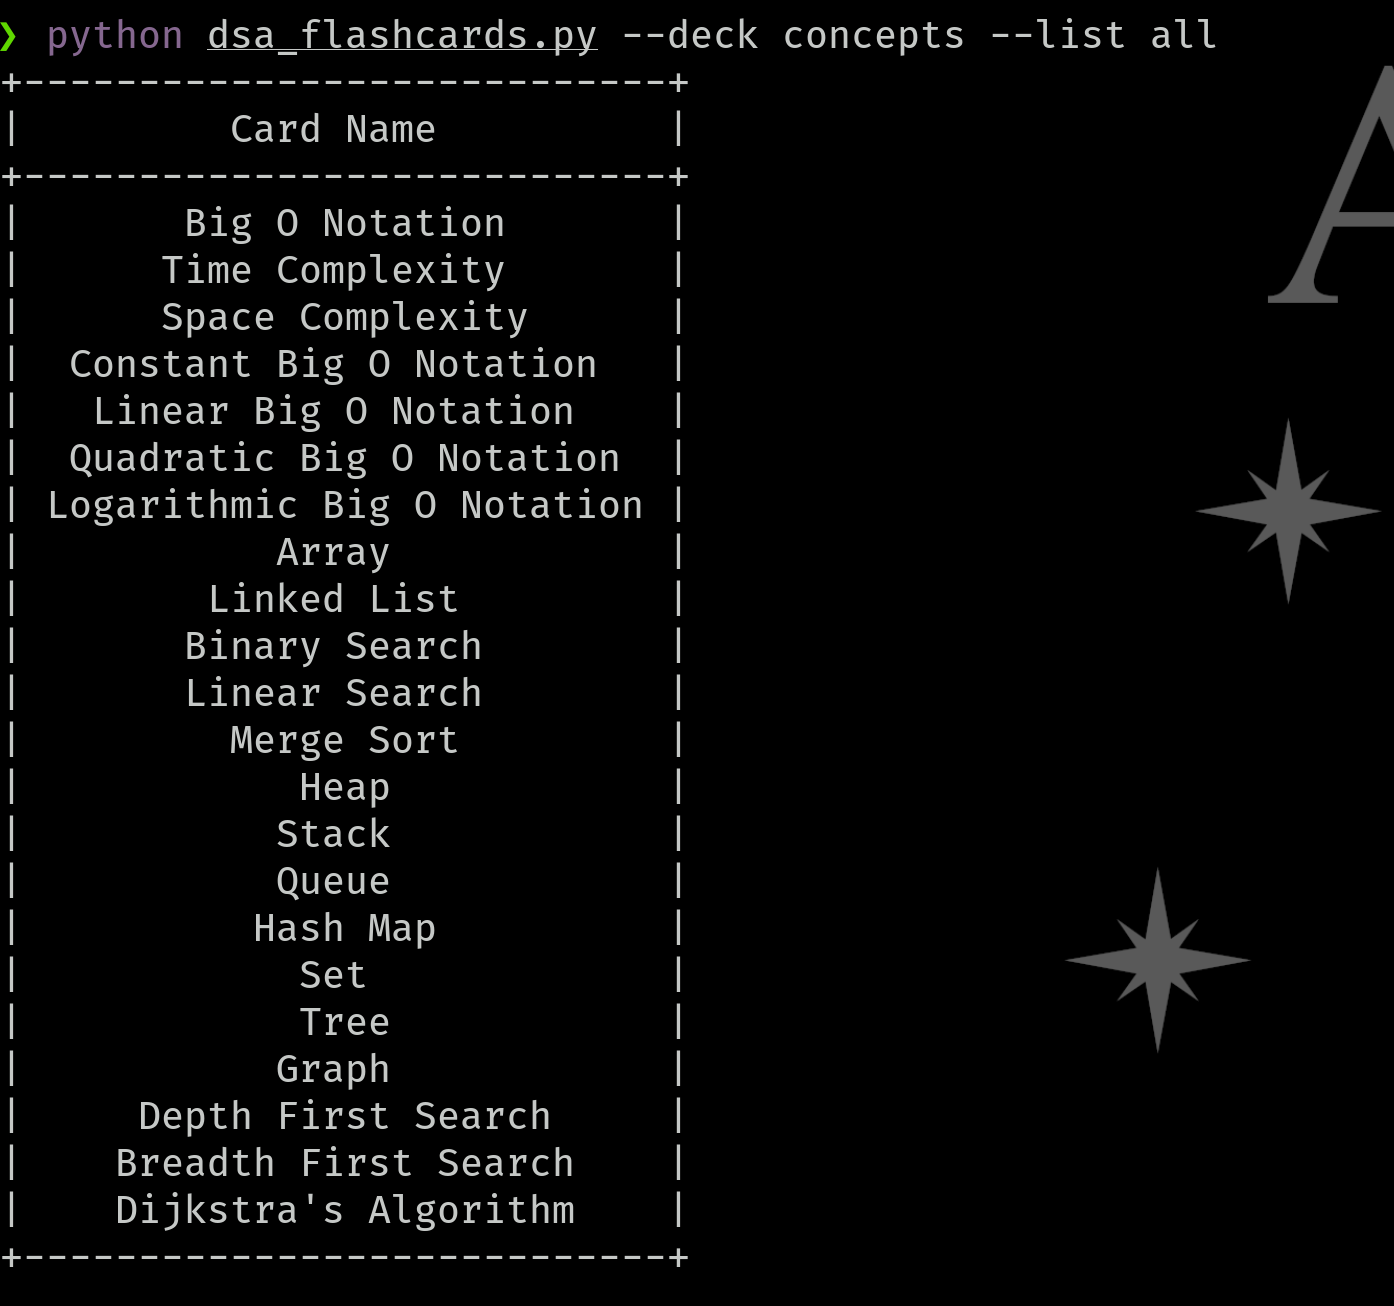 ❯ python dsa_flashcards.py --deck concepts --list all
+----------------------------+
|         Card Name          |
+----------------------------+
|       Big O Notation       |
|      Time Complexity       |
|      Space Complexity      |
|  Constant Big O Notation   |
|   Linear Big O Notation    |
|  Quadratic Big O Notation  |
| Logarithmic Big O Notation |
|           Array            |
|        Linked List         |
|       Binary Search        |
|       Linear Search        |
|         Merge Sort         |
|            Heap            |
|           Stack            |
|           Queue            |
|          Hash Map          |
|            Set             |
|            Tree            |
|           Graph            |
|     Depth First Search     |
|    Breadth First Search    |
|    Dijkstra's Algorithm    |
+----------------------------+
A